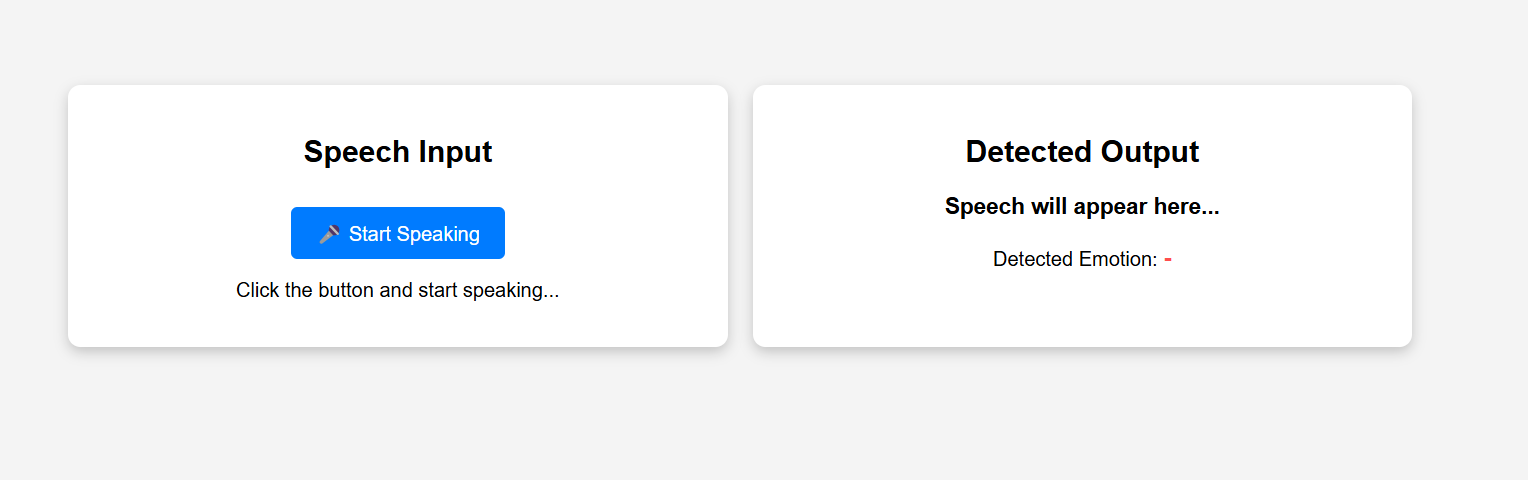 Speech Input
🎤 Start Speaking
Click the button and start speaking...
Detected Output
Speech will appear here...
Detected Emotion: -